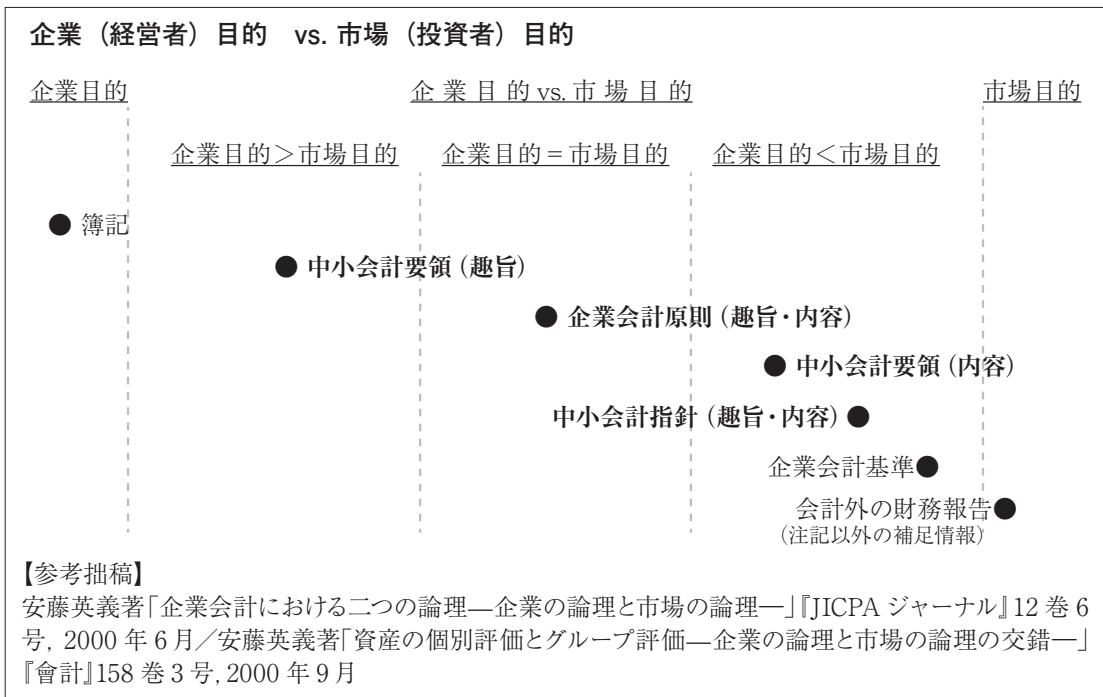 企業（経営者）目的　vs. 市場（投資者）目的
企業目的
企 業 目 的 vs. 市 場 目 的
市場目的
企業目的＞市場目的
企業目的＝市場目的
企業目的＜市場目的
● 簿記
● 中小会計要領（趣旨）
● 企業会計原則（趣旨・内容）
● 中小会計要領（内容）
中小会計指針（趣旨・内容）●
企業会計基準●
会計外の財務報告●
（注記以外の補足情報）
【参考拙稿】
安藤英義著「企業会計における二つの論理―企業の論理と市場の論理―」『JICPA ジャーナル』12 巻 6
号, 2000 年 6 月／安藤英義著「資産の個別評価とグループ評価―企業の論理と市場の論理の交錯―」
『會計』158 巻 3 号, 2000 年 9 月